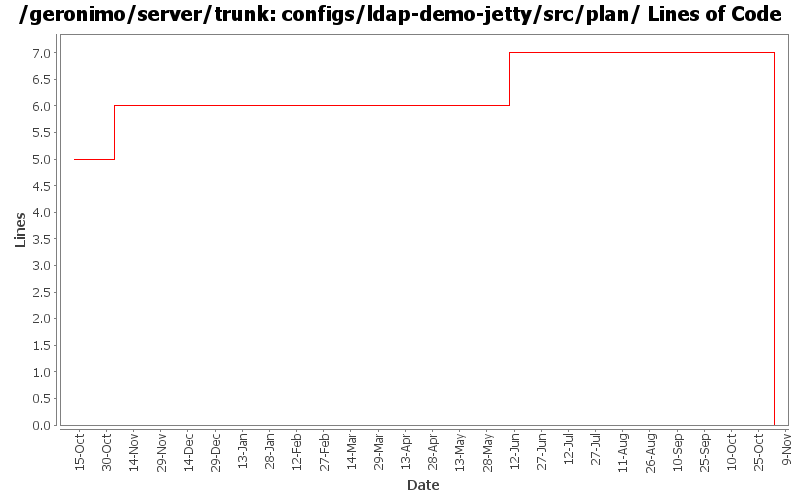 /geronimo/server/trunk: configs/ldap-demo-jetty/src/plan/ Lines of Code
7.0
6.5
6.0
5.5
5.0
4.5
4.0
3.5
3.0
2.5
2.0
1.5
1.0
0.5
0.0
Lines
15-Oct
30-Oct
14-Nov
29-Nov
14-Dec
29-Dec
13-Jan
28-Jan
12-Feb
27-Feb
14-Mar
29-Mar
13-Apr
28-Apr
13-May
28-May
12-Jun
27-Jun
12-Jul
27-Jul
11-Aug
26-Aug
10-Sep
25-Sep
10-Oct
25-Oct
9-Nov
Date